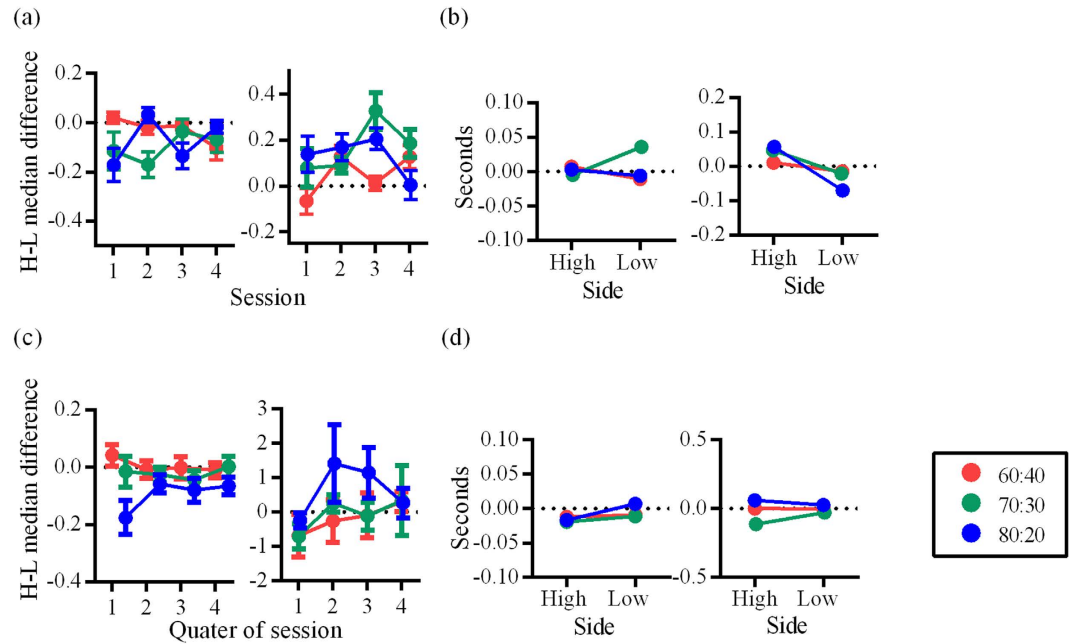 (a)
H-L median difference
0.2
0.0
-0.2
-0.4
1 2 3 4
0.4
0.2
0.0
-0.2
1 2 3 4
Session
(b)
Seconds
0.10
0.05
0.00
-0.05
-0.10
High Low
Side
0.2
0.1
0.0
-0.1
-0.2
High Low
Side
(c)
H-L median difference
0.2
0.0
-0.2
-0.4
1 2 3 4
3
2
1
0
-1
-2
1 2 3 4
Quater of session
(d)
Seconds
0.10
0.05
0.00
-0.05
-0.10
High Low
Side
0.5
0.0
-0.5
High Low
Side
60:40
70:30
80:20